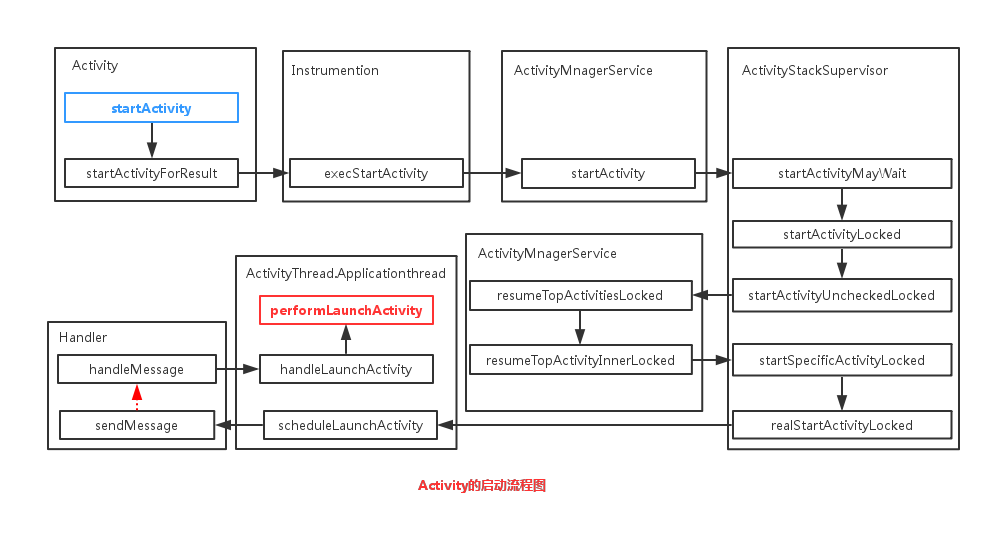 Activity
startActivity
startActivityForResult
Instrumention
execStartActivity
ActivityMnagerService
startActivity
ActivityStackSupervisor
startActivityMayWait
startActivityLocked
startActivityUncheckedLocked
startSpecificActivityLocked
realStartActivityLocked
ActivityMnagerService
resumeTopActivitiesLocked
resumeTopActivityInnerLocked
ActivityThread.Applicationthread
performLaunchActivity
handleLaunchActivity
scheduleLaunchActivity
Handler
handleMessage
sendMessage
Activity的启动流程图